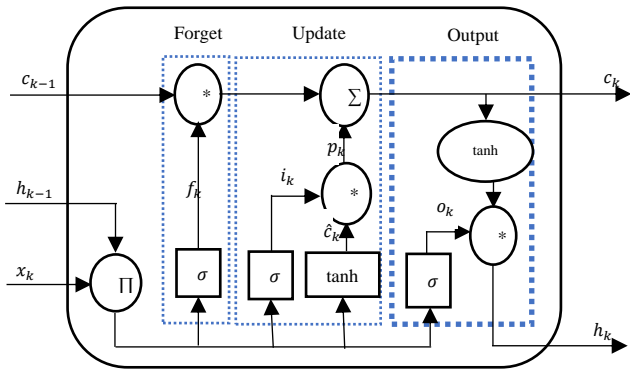 Forget Update Output
c_{k-1} * Σ c_k
tanh
p_k
f_k i_k *
h_{k-1} o_k *
ĉ_k
x_k ∏ σ σ tanh σ
h_k